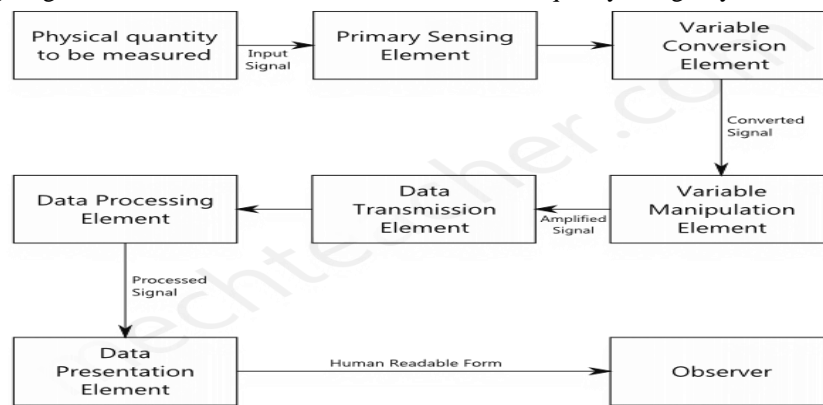 Physical quantity
to be measured
Input
Signal
Primary Sensing
Element
Variable
Conversion
Element
Converted
Signal
Variable
Manipulation
Element
Amplified
Signal
Data
Transmission
Element
Data Processing
Element
Processed
Signal
Data
Presentation
Element
Human Readable Form
Observer